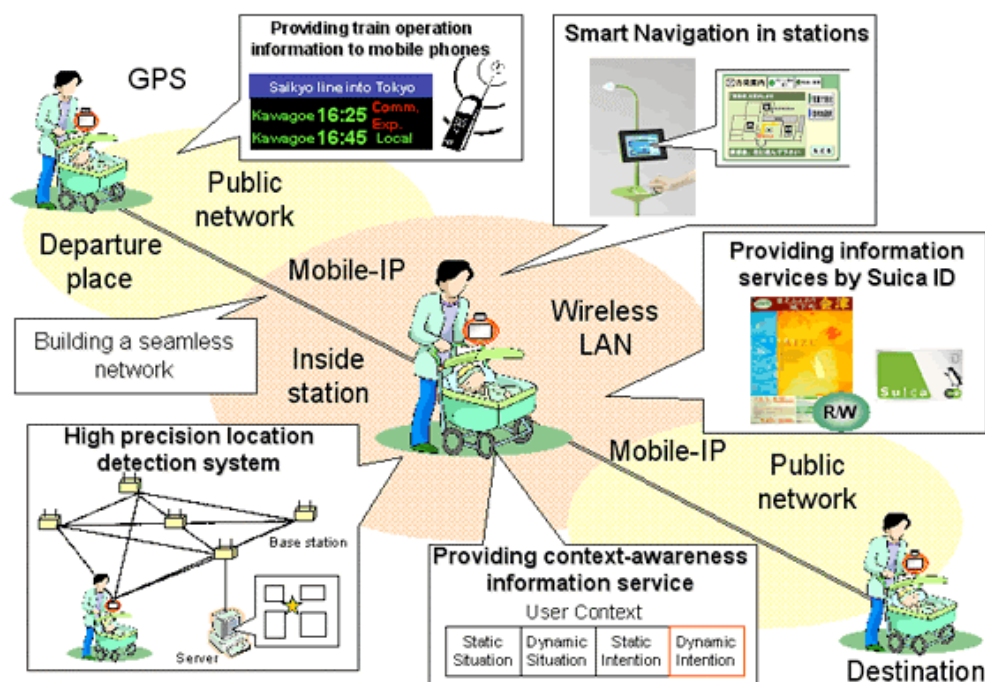 Providing train operation
information to mobile phones
Saikyo line into Tokyo
Kawagoe 16:25 Comm.
Exp.
Kawagoe 16:45 Local
Smart Navigation in stations
GPS
Public
network
Departure
place
Mobile-IP
Building a seamless
network
Inside
station
Wireless
LAN
Providing information
services by Suica ID
R/W
Suica
High precision location
detection system
Base station
Server
Mobile-IP
Public
network
Providing context-awareness
information service
User Context
Static
Situation
Dynamic
Situation
Static
Intention
Dynamic
Intention
Destination